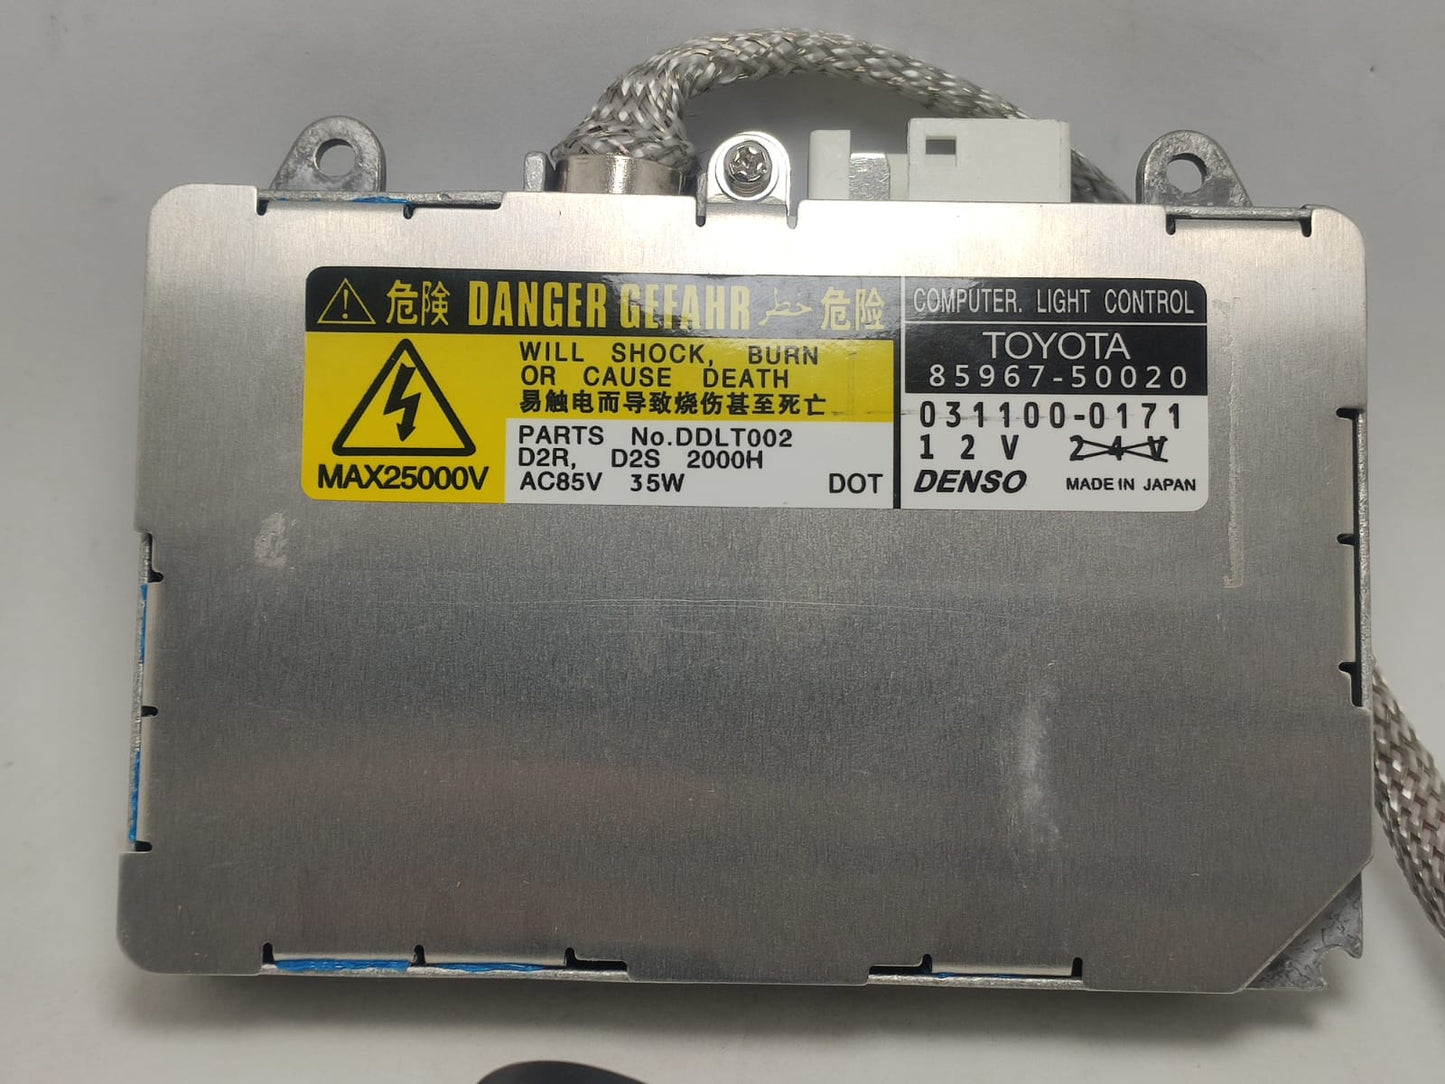 危険 DANGER GEFAHR خطر 危险
WILL SHOCK, BURN
OR CAUSE DEATH
易触电而导致烧伤甚至死亡
MAX25000V
PARTS No.DDLT002
D2R, D2S 2000H
AC85V 35W DOT
COMPUTER. LIGHT CONTROL
TOYOTA
85967-50020
031100-0171
12V 24V
DENSO MADE IN JAPAN